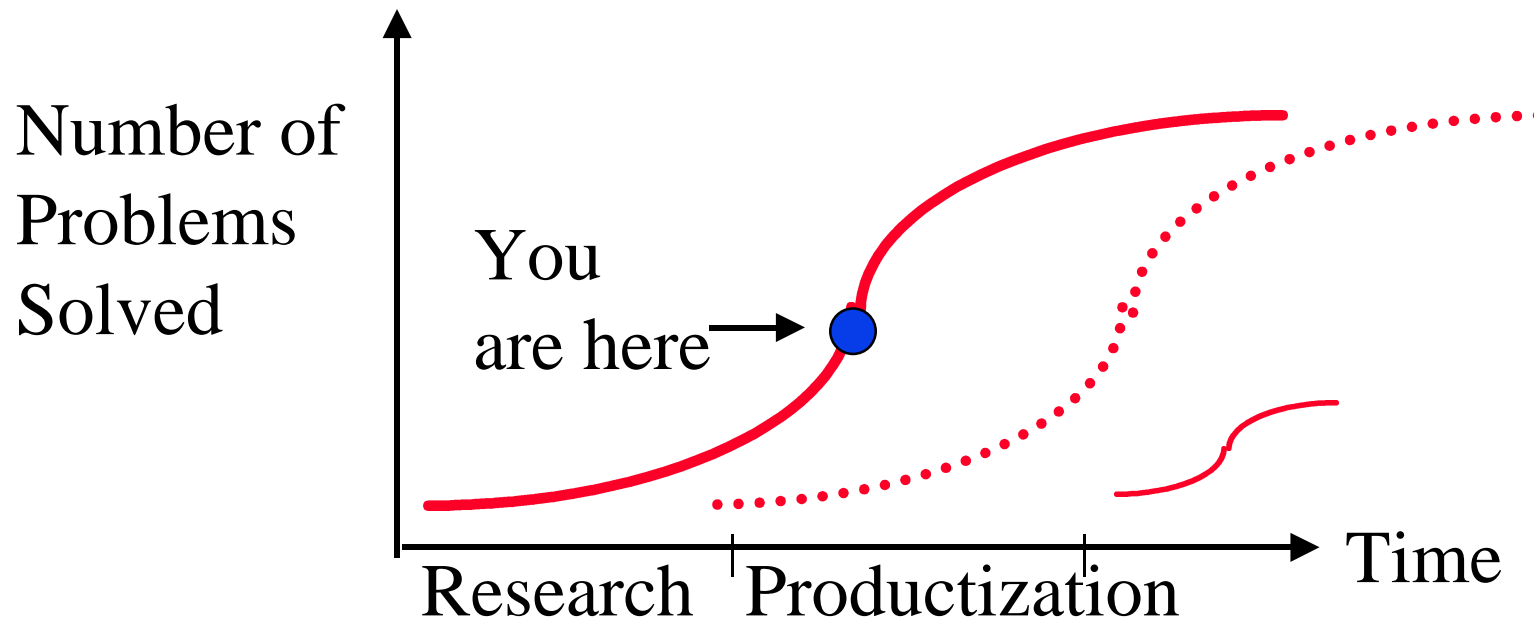 Number of
Problems
Solved
You
are here
Time
Research
Productization